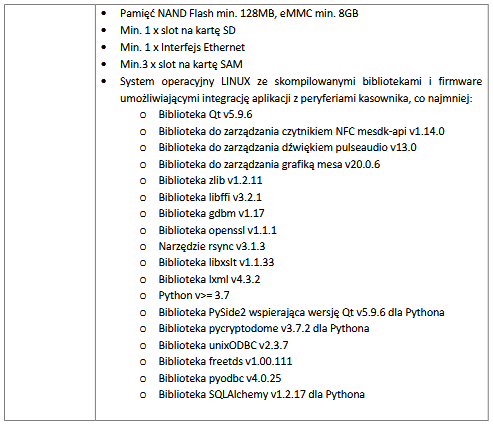 • Pamięć NAND Flash min. 128MB, eMMC min. 8GB
• Min. 1 x slot na kartę SD
• Min. 1 x Interfejs Ethernet
• Min.3 x slot na kartę SAM
• System operacyjny LINUX ze skompilowanymi bibliotekami i firmware
umożliwiającymi integrację aplikacji z peryferiami kasownika, co najmniej:
o Biblioteka Qt v5.9.6
o Biblioteka do zarządzania czytnikiem NFC mesdk-api v1.14.0
o Biblioteka do zarządzania dźwiękiem pulseaudio v13.0
o Biblioteka do zarządzania grafiką mesa v20.0.6
o Biblioteka zlib v1.2.11
o Biblioteka libffi v3.2.1
o Biblioteka gdbm v1.17
o Biblioteka openssl v1.1.1
o Narzędzie rsync v3.1.3
o Biblioteka libxslt v1.1.33
o Biblioteka lxml v4.3.2
o Python v>= 3.7
o Biblioteka PySide2 wspierająca wersję Qt v5.9.6 dla Pythona
o Biblioteka pycryptodome v3.7.2 dla Pythona
o Biblioteka unixODBC v2.3.7
o Biblioteka freetds v1.00.111
o Biblioteka pyodbc v4.0.25
o Biblioteka SQLAlchemy v1.2.17 dla Pythona